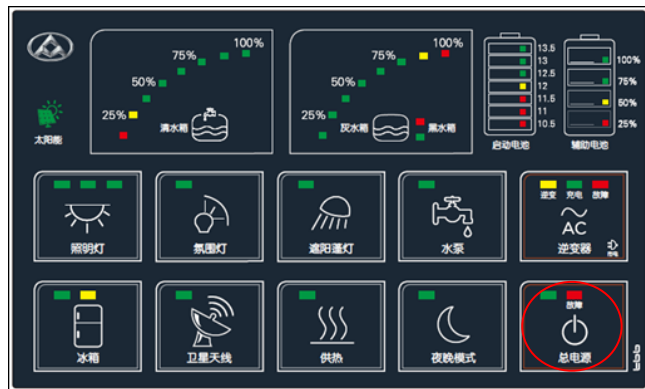 75%
100%
50%
25%
清水箱
太阳能
75%
100%
50%
25%
灰水箱
黑水箱
13.5
13
12.5
12
11.5
11
10.5
启动电池
100%
75%
50%
25%
辅助电池
照明灯
氛围灯
遮阳蓬灯
水泵
逆变 充电 故障
AC
逆变器
市电
冰箱
卫星天线
供热
夜晚模式
故障
总电源